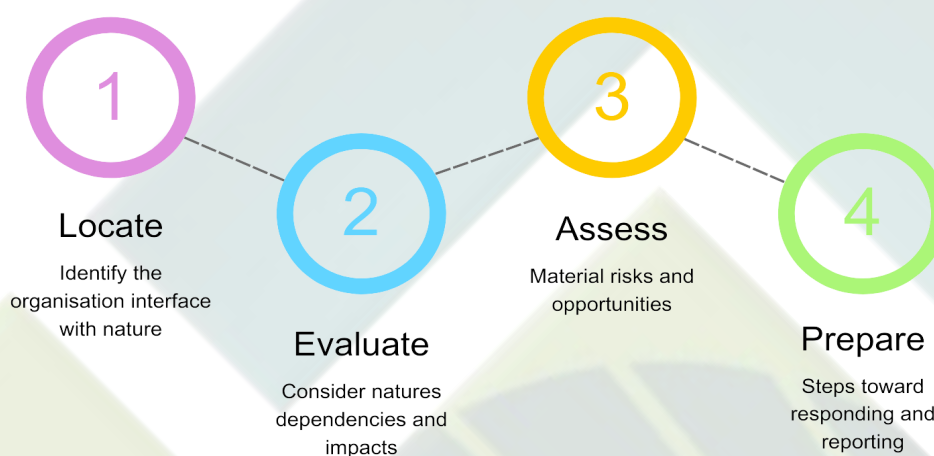 1
Locate
Identify the
organisation interface
with nature
2
Evaluate
Consider natures
dependencies and
impacts
3
Assess
Material risks and
opportunities
4
Prepare
Steps toward
responding and
reporting